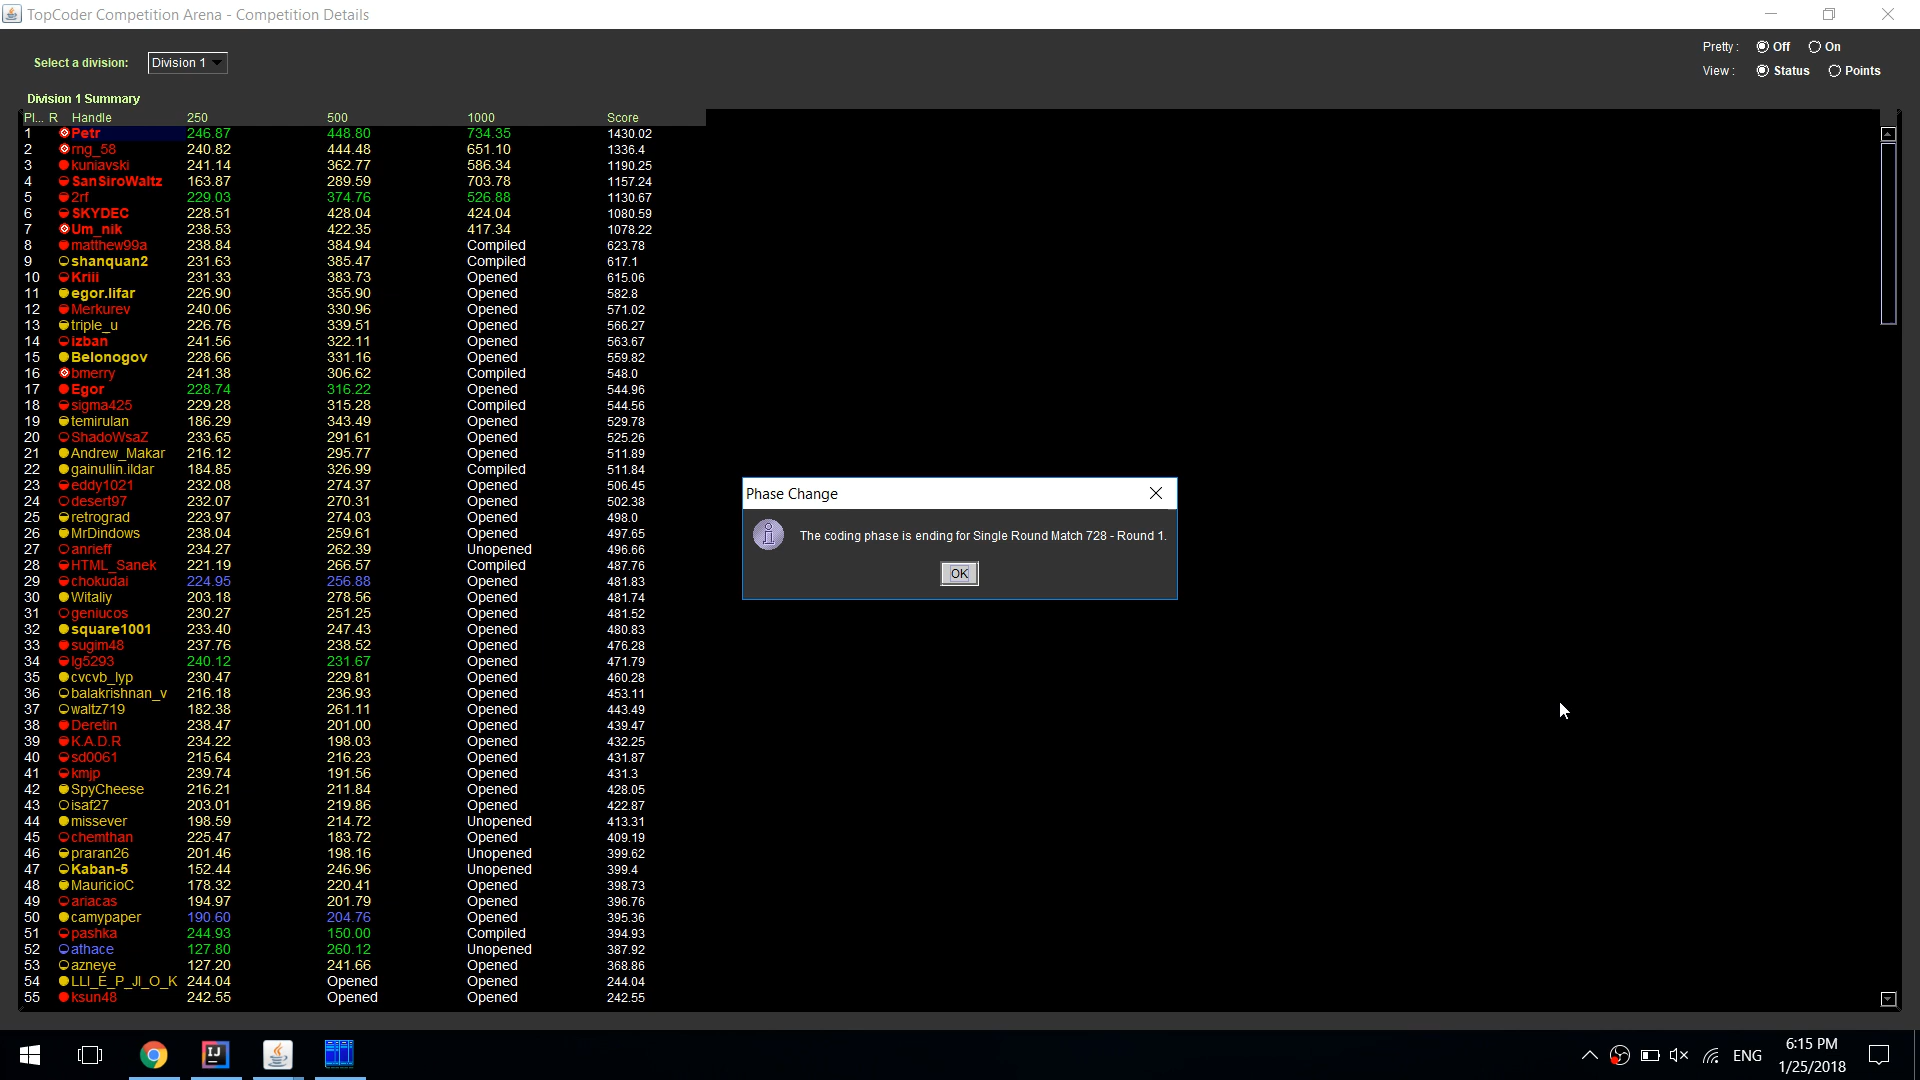 TopCoder Competition Arena - Competition Details
Pretty : Off On
Select a division: Division 1
View : Status Points
Division 1 Summary
Pl... R Handle 250 500 1000 Score
1 Petr 246.87 448.80 734.35 1430.02
2 rng_58 240.82 444.48 651.10 1336.4
3 kuniavski 241.14 362.77 586.34 1190.25
4 SanSiroWaltz 163.87 289.59 703.78 1157.24
5 2rf 229.03 374.76 526.88 1130.67
6 SKYDEC 228.51 428.04 424.04 1080.59
7 Um_nik 238.53 422.35 417.34 1078.22
8 matthew99a 238.84 384.94 Compiled 623.78
9 shanquan2 231.63 385.47 Compiled 617.1
10 Kriii 231.33 383.73 Opened 615.06
11 egor.lifar 226.90 355.90 Opened 582.8
12 Merkurev 240.06 330.96 Opened 571.02
13 triple_u 226.76 339.51 Opened 566.27
14 izban 241.56 322.11 Opened 563.67
15 Belonogov 228.66 331.16 Opened 559.82
16 bmerry 241.38 306.62 Compiled 548.0
17 Egor 228.74 316.22 Opened 544.96
18 sigma425 229.28 315.28 Compiled 544.56
19 temirulan 186.29 343.49 Opened 529.78
20 ShadoWsaZ 233.65 291.61 Opened 525.26
21 Andrew_Makar 216.12 295.77 Opened 511.89
22 gainullin.ildar 184.85 326.99 Compiled 511.84
23 eddy1021 232.08 274.37 Opened 506.45
24 desert97 232.07 270.31 Opened 502.38
25 retrograd 223.97 274.03 Opened 498.0
26 MrDindows 238.04 259.61 Opened 497.65
27 anrieff 234.27 262.39 Unopened 496.66
28 HTML_Sanek 221.19 266.57 Compiled 487.76
29 chokudai 224.95 256.88 Opened 481.83
30 Witaliy 203.18 278.56 Opened 481.74
31 geniucos 230.27 251.25 Opened 481.52
32 square1001 233.40 247.43 Opened 480.83
33 sugim48 237.76 238.52 Opened 476.28
34 lg5293 240.12 231.67 Opened 471.79
35 cvcvb_lyp 230.47 229.81 Opened 460.28
36 balakrishnan_v 216.18 236.93 Opened 453.11
37 waltz719 182.38 261.11 Opened 443.49
38 Deretin 238.47 201.00 Opened 439.47
39 K.A.D.R 234.22 198.03 Opened 432.25
40 sd0061 215.64 216.23 Opened 431.87
41 kmjp 239.74 191.56 Opened 431.3
42 SpyCheese 216.21 211.84 Opened 428.05
43 isaf27 203.01 219.86 Opened 422.87
44 missever 198.59 214.72 Unopened 413.31
45 chemthan 225.47 183.72 Opened 409.19
46 praran26 201.46 198.16 Unopened 399.62
47 Kaban-5 152.44 246.96 Unopened 399.4
48 MauricioC 178.32 220.41 Opened 398.73
49 ariacas 194.97 201.79 Opened 396.76
50 camypaper 190.60 204.76 Opened 395.36
51 pashka 244.93 150.00 Compiled 394.93
52 athace 127.80 260.12 Unopened 387.92
53 azneye 127.20 241.66 Opened 368.86
54 LLI_E_P_JI_O_K 244.04 Opened Opened 244.04
55 ksun48 242.55 Opened Opened 242.55
Phase Change
The coding phase is ending for Single Round Match 728 - Round 1.
OK
IJ
ENG
6:15 PM
1/25/2018